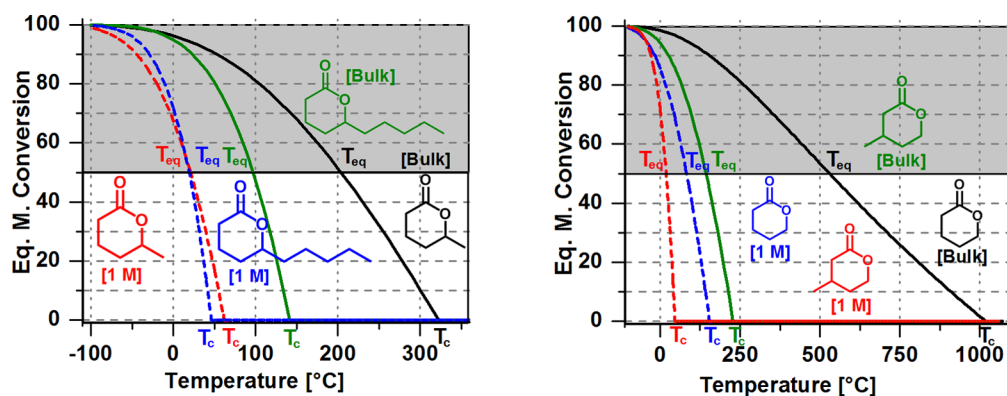 Eq. M. Conversion
100
80
60
40
20
0
[Bulk]
O
O
Teq
Teq
Teq
Teq
[Bulk]
O
O
O
O
O
O
[1 M]
[1 M]
Tc
Tc
Tc
Tc
-100
0
100
200
300
Temperature [°C]
Eq. M. Conversion
100
80
60
40
20
0
O
O
[Bulk]
Teq
Teq
Teq
Teq
O
O
[1 M]
O
O
[1 M]
O
O
[Bulk]
Tc
Tc
Tc
Tc
0
250
500
750
1000
Temperature [°C]